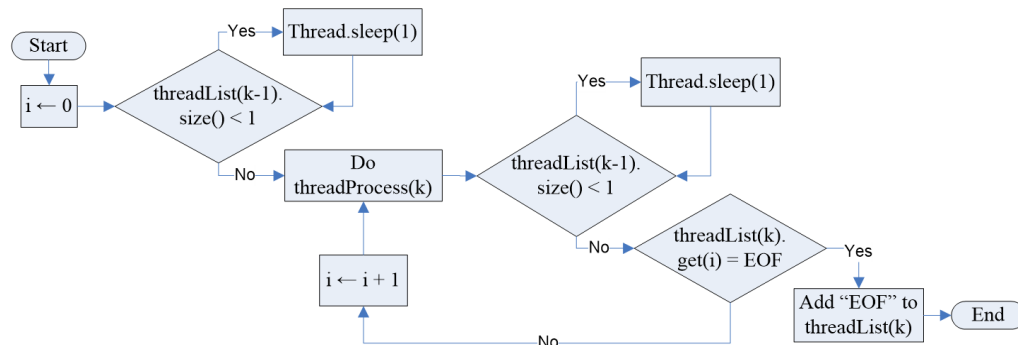 Start
i ← 0
threadList(k-1).
size() < 1
Yes
Thread.sleep(1)
No
Do
threadProcess(k)
threadList(k-1).
size() < 1
Yes
Thread.sleep(1)
No
threadList(k).
get(i) = EOF
Yes
Add “EOF” to
threadList(k)
End
No
i ← i + 1